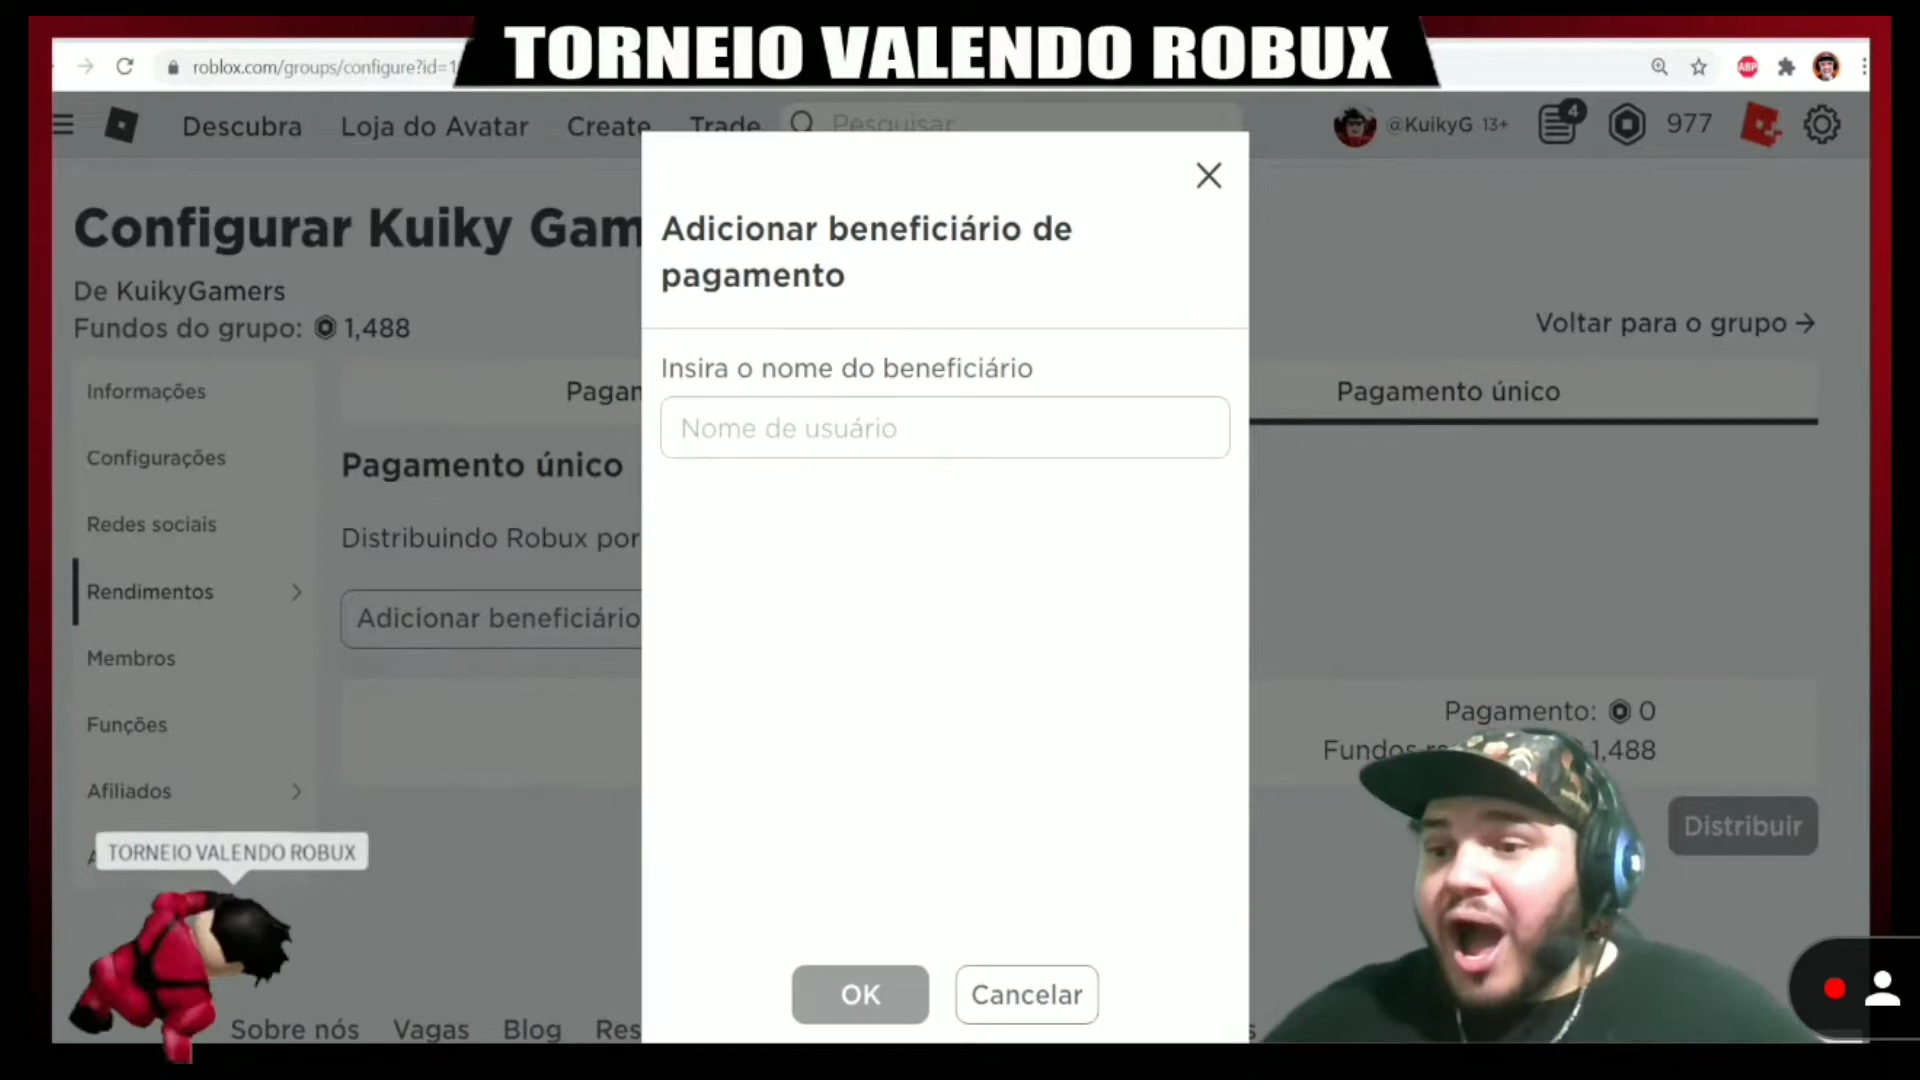 TORNEIO VALENDO ROBUX
roblox.com/groups/configure?id=1
ABP
Descubra
Loja do Avatar
Create
Trade
Pesquisar
@KuikyG 13+
4
977
Configurar Kuiky Gam
De KuikyGamers
Fundos do grupo: 1,488
Voltar para o grupo →
Informações
Configurações
Redes sociais
Rendimentos
Membros
Funções
Afiliados
Pagam
Pagamento único
Pagamento único
Distribuindo Robux por
Adicionar beneficiário
Adicionar beneficiário de
pagamento
Insira o nome do beneficiário
Nome de usuário
OK
Cancelar
Pagamento: 0
Fundos
1,488
Distribuir
TORNEIO VALENDO ROBUX
Sobre nós
Vagas
Blog
Res